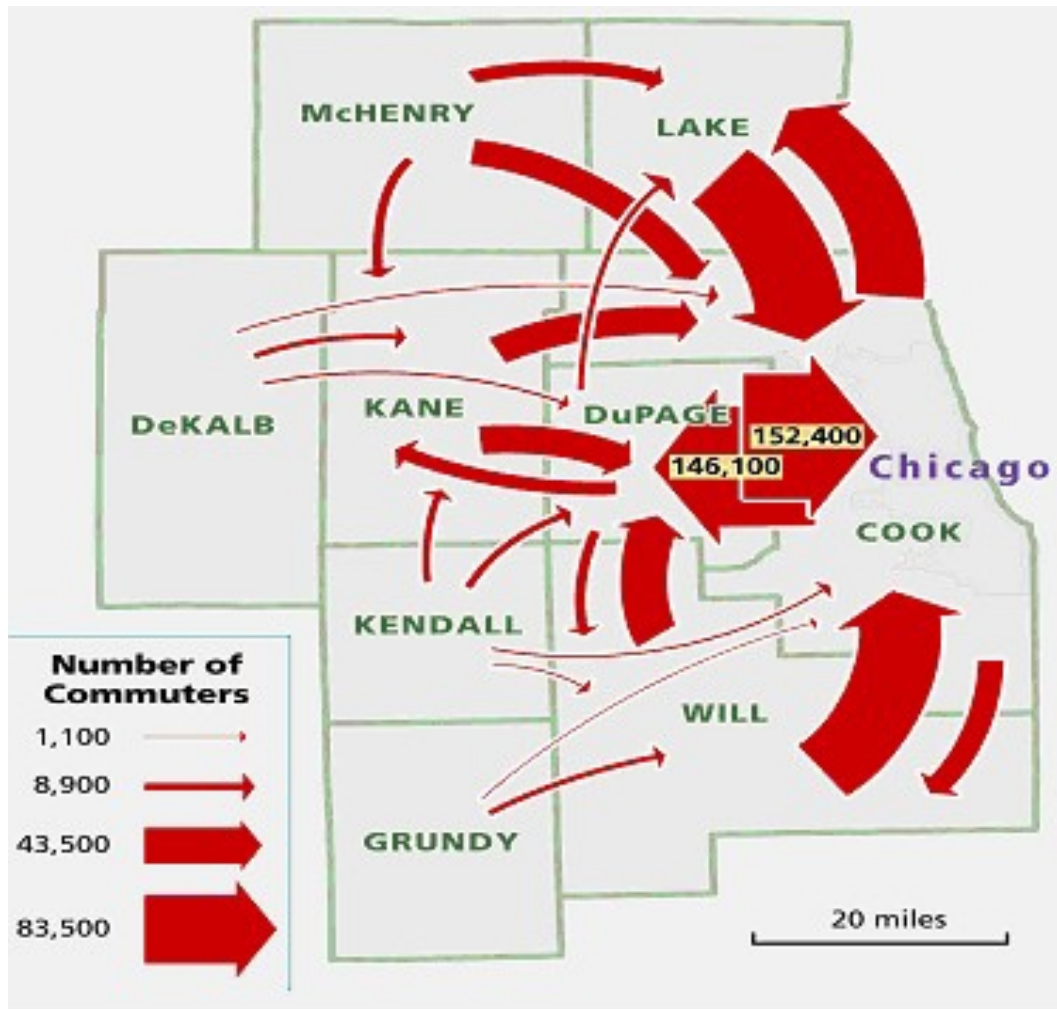 McHENRY
LAKE
DeKALB
KANE
DuPAGE
152,400
146,100
Chicago
COOK
KENDALL
WILL
GRUNDY
Number of
Commuters
1,100
8,900
43,500
83,500
20 miles